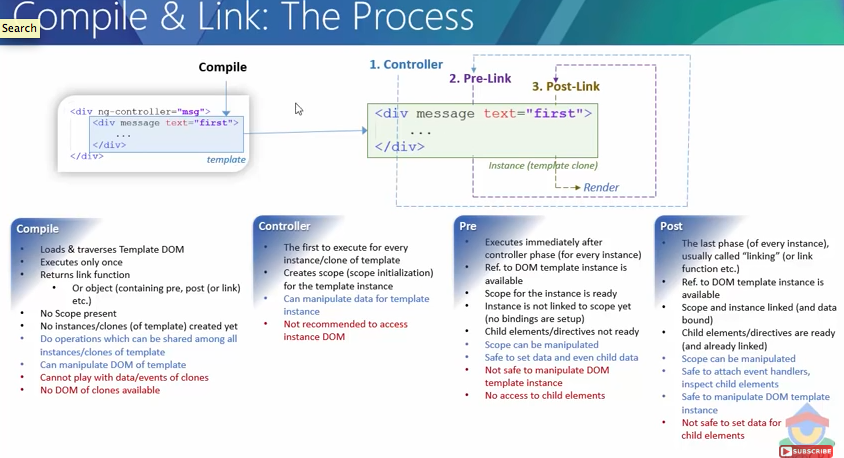 Compile & Link: The Process
Search
Compile
<div ng-controller="msg">
<div message text="first">
...
</div>
</div>
template
1. Controller
2. Pre-Link
3. Post-Link
<div message text="first">
...
</div>
Instance (template clone)
Render
Compile
Loads & traverses Template DOM
Executes only once
Returns link function
Or object (containing pre, post (or link)
etc.)
No Scope present
No instances/clones (of template) created yet
Do operations which can be shared among all
instances/clones of template
Can manipulate DOM of template
Cannot play with data/events of clones
No DOM of clones available
Controller
The first to execute for every
instance/clone of template
Creates scope (scope initialization)
for the template instance
Can manipulate data for template
instance
Not recommended to access
instance DOM
Pre
Executes immediately after
controller phase (for every instance)
Ref. to DOM template instance is
available
Scope for the instance is ready
Instance is not linked to scope yet
(no bindings are setup)
Child elements/directives not ready
Scope can be manipulated
Safe to set data and even child data
Not safe to manipulate DOM
template instance
No access to child elements
Post
The last phase (of every instance),
usually called "linking" (or link
function etc.)
Ref. to DOM template instance is
available
Scope and instance linked (and data
bound)
Child elements/directives are ready
(and already linked)
Scope can be manipulated
Safe to attach event handlers,
inspect child elements
Safe to manipulate DOM template
instance
Not safe to set data for
child elements
SUBSCRIBE